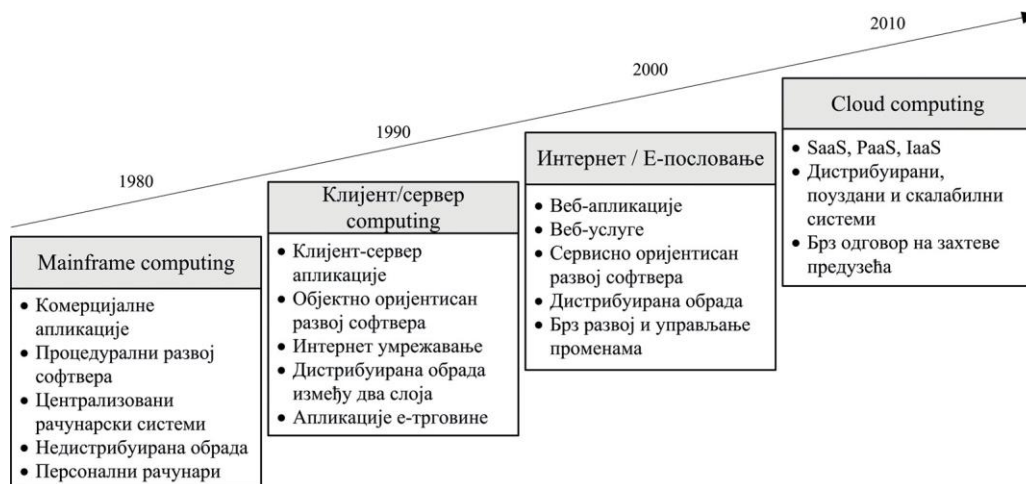 1980
Mainframe computing
• Комерцијалне
апликације
• Процедурални развој
софтвера
• Централизовани
рачунарски системи
• Недистрибуирана обрада
• Персонални рачунари
1990
Клијент/сервер
computing
• Клијент-сервер
апликације
• Објектно оријентисан
развој софтвера
• Интернет умрежавање
• Дистрибуирана обрада
између два слоја
• Апликације е-трговине
2000
Интернет / Е-пословање
• Веб-апликације
• Веб-услуге
• Сервисно оријентисан
развој софтвера
• Дистрибуирана обрада
• Брз развој и управљање
променама
2010
Cloud computing
• SaaS, PaaS, IaaS
• Дистрибуирани,
поуздани и скалабилни
системи
• Брз одговор на захтеве
предузећа